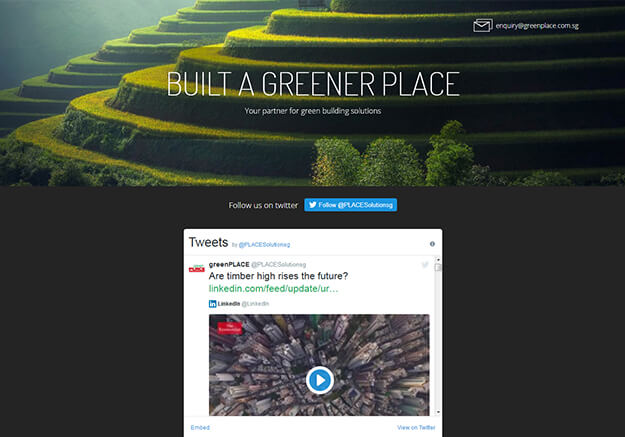 enquiry@greenplace.com.sg
BUILT A GREENER PLACE
Your partner for green building solutions
Follow us on twitter
Follow @PLACESolutionsg
Tweets by @PLACESolutionsg
greenPLACE @PLACESolutionsg
Are timber high rises the future?
linkedin.com/feed/update/ur…
LinkedIn @LinkedIn
The Economist
Embed
View on Twitter